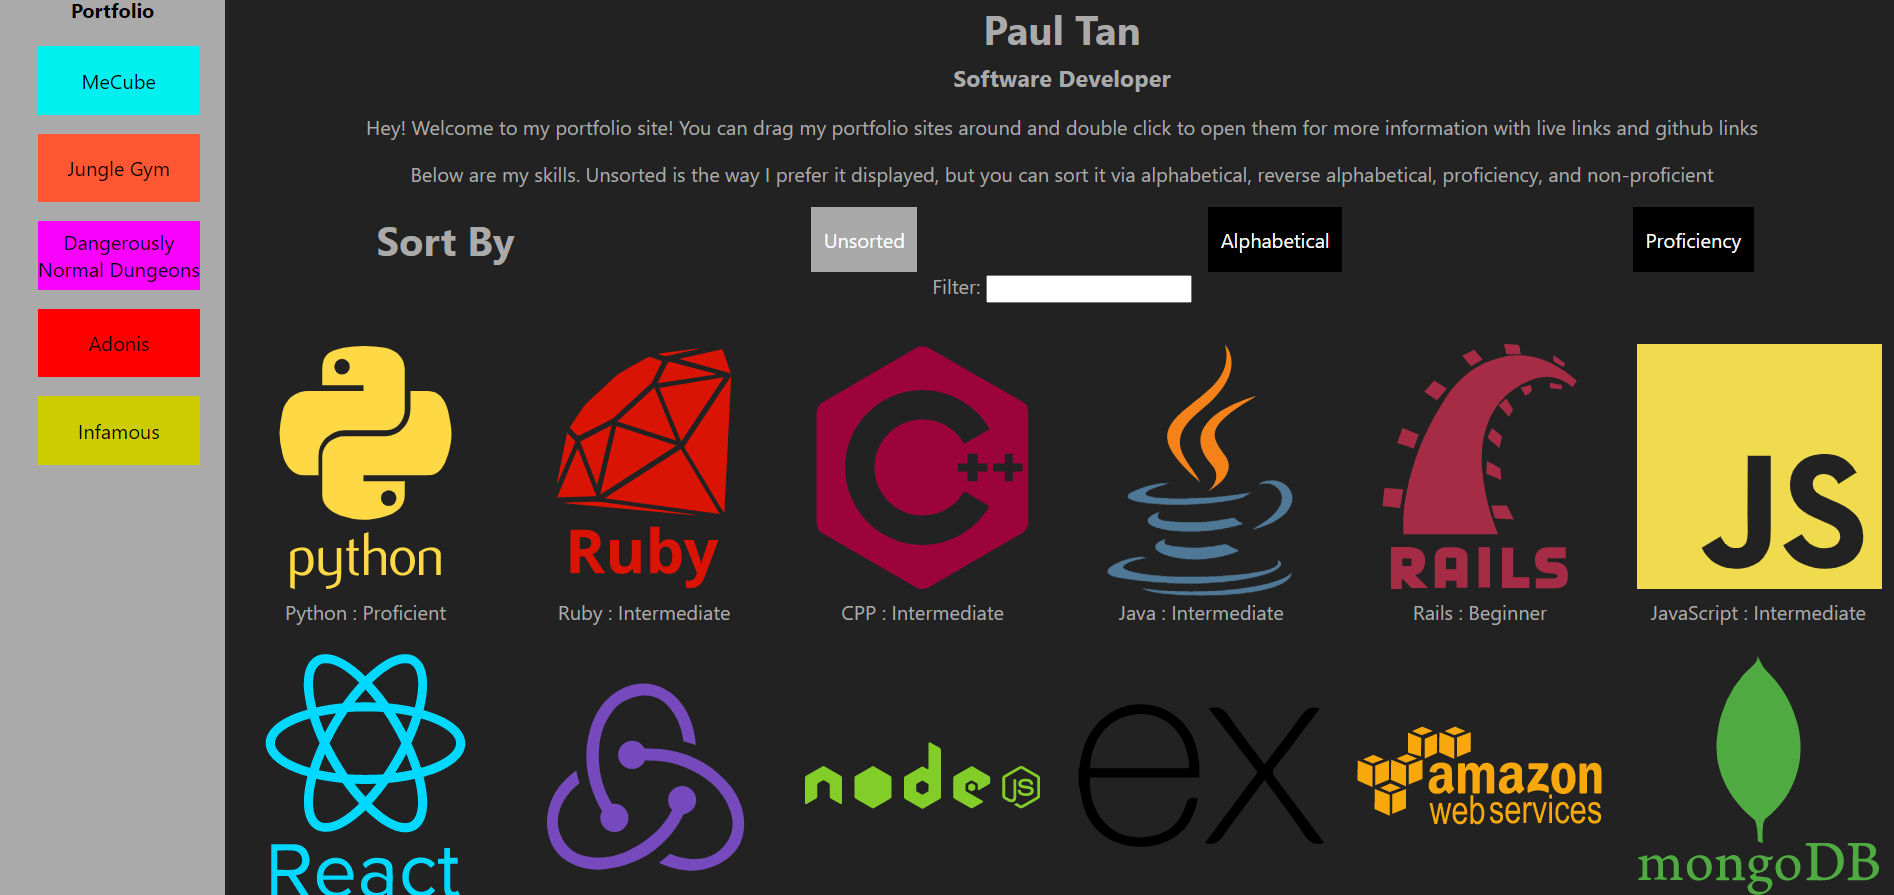 Portfolio
MeCube
Jungle Gym
Dangerously
Normal Dungeons
Adonis
Infamous
Paul Tan
Software Developer
Hey! Welcome to my portfolio site! You can drag my portfolio sites around and double click to open them for more information with live links and github links
Below are my skills. Unsorted is the way I prefer it displayed, but you can sort it via alphabetical, reverse alphabetical, proficiency, and non-proficient
Sort By
Unsorted
Alphabetical
Proficiency
Filter:
python
Ruby
C++
RAILS
JS
Python : Proficient
Ruby : Intermediate
CPP : Intermediate
Java : Intermediate
Rails : Beginner
JavaScript : Intermediate
React
node JS
ex
amazon
web services
mongoDB